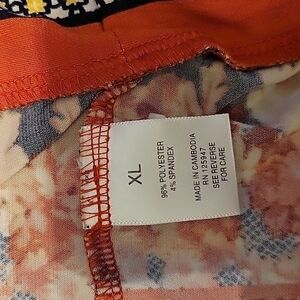 XL
96% POLYESTER
4% SPANDEX
MADE IN CAMBODIA
RN 125947
SEE REVERSE
FOR CARE